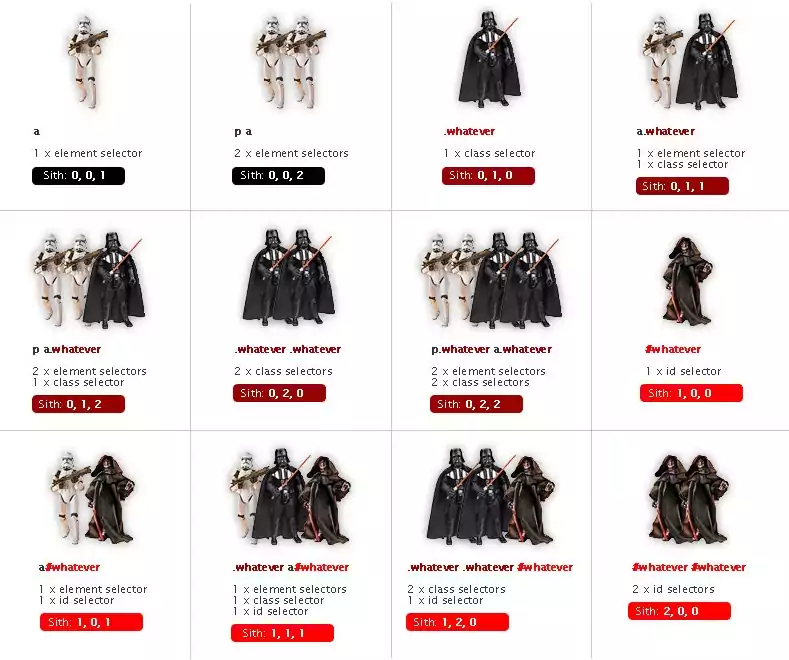 a
1 x element selector
Sith: 0, 0, 1
p a
2 x element selectors
Sith: 0, 0, 2
.whatever
1 x class selector
Sith: 0, 1, 0
a.whatever
1 x element selector
1 x class selector
Sith: 0, 1, 1
p a.whatever
2 x element selectors
1 x class selector
Sith: 0, 1, 2
.whatever .whatever
2 x class selectors
Sith: 0, 2, 0
p.whatever a.whatever
2 x element selectors
2 x class selectors
Sith: 0, 2, 2
#whatever
1 x id selector
Sith: 1, 0, 0
a#whatever
1 x element selector
1 x id selector
Sith: 1, 0, 1
.whatever a#whatever
1 x element selectors
1 x class selector
1 x id selector
Sith: 1, 1, 1
.whatever .whatever #whatever
2 x class selectors
1 x id selector
Sith: 1, 2, 0
#whatever #whatever
2 x id selectors
Sith: 2, 0, 0